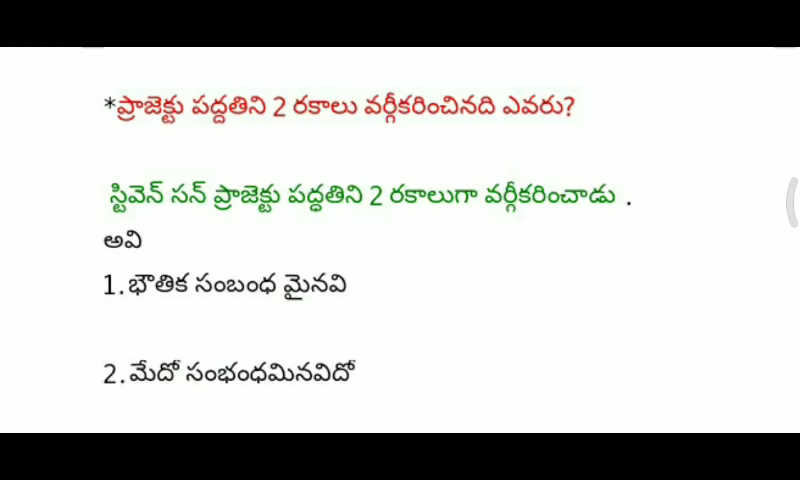 *ప్రాజెక్టు పద్దతిని 2 రకాలు వర్గీకరించినది ఎవరు?
స్టివెన్ సన్ ప్రాజెక్టు పద్ధతిని 2 రకాలుగా వర్గీకరించాడు .
అవి
1.భౌతిక సంబంధ మైనవి
2.మేదో సంభంధమినవిదో